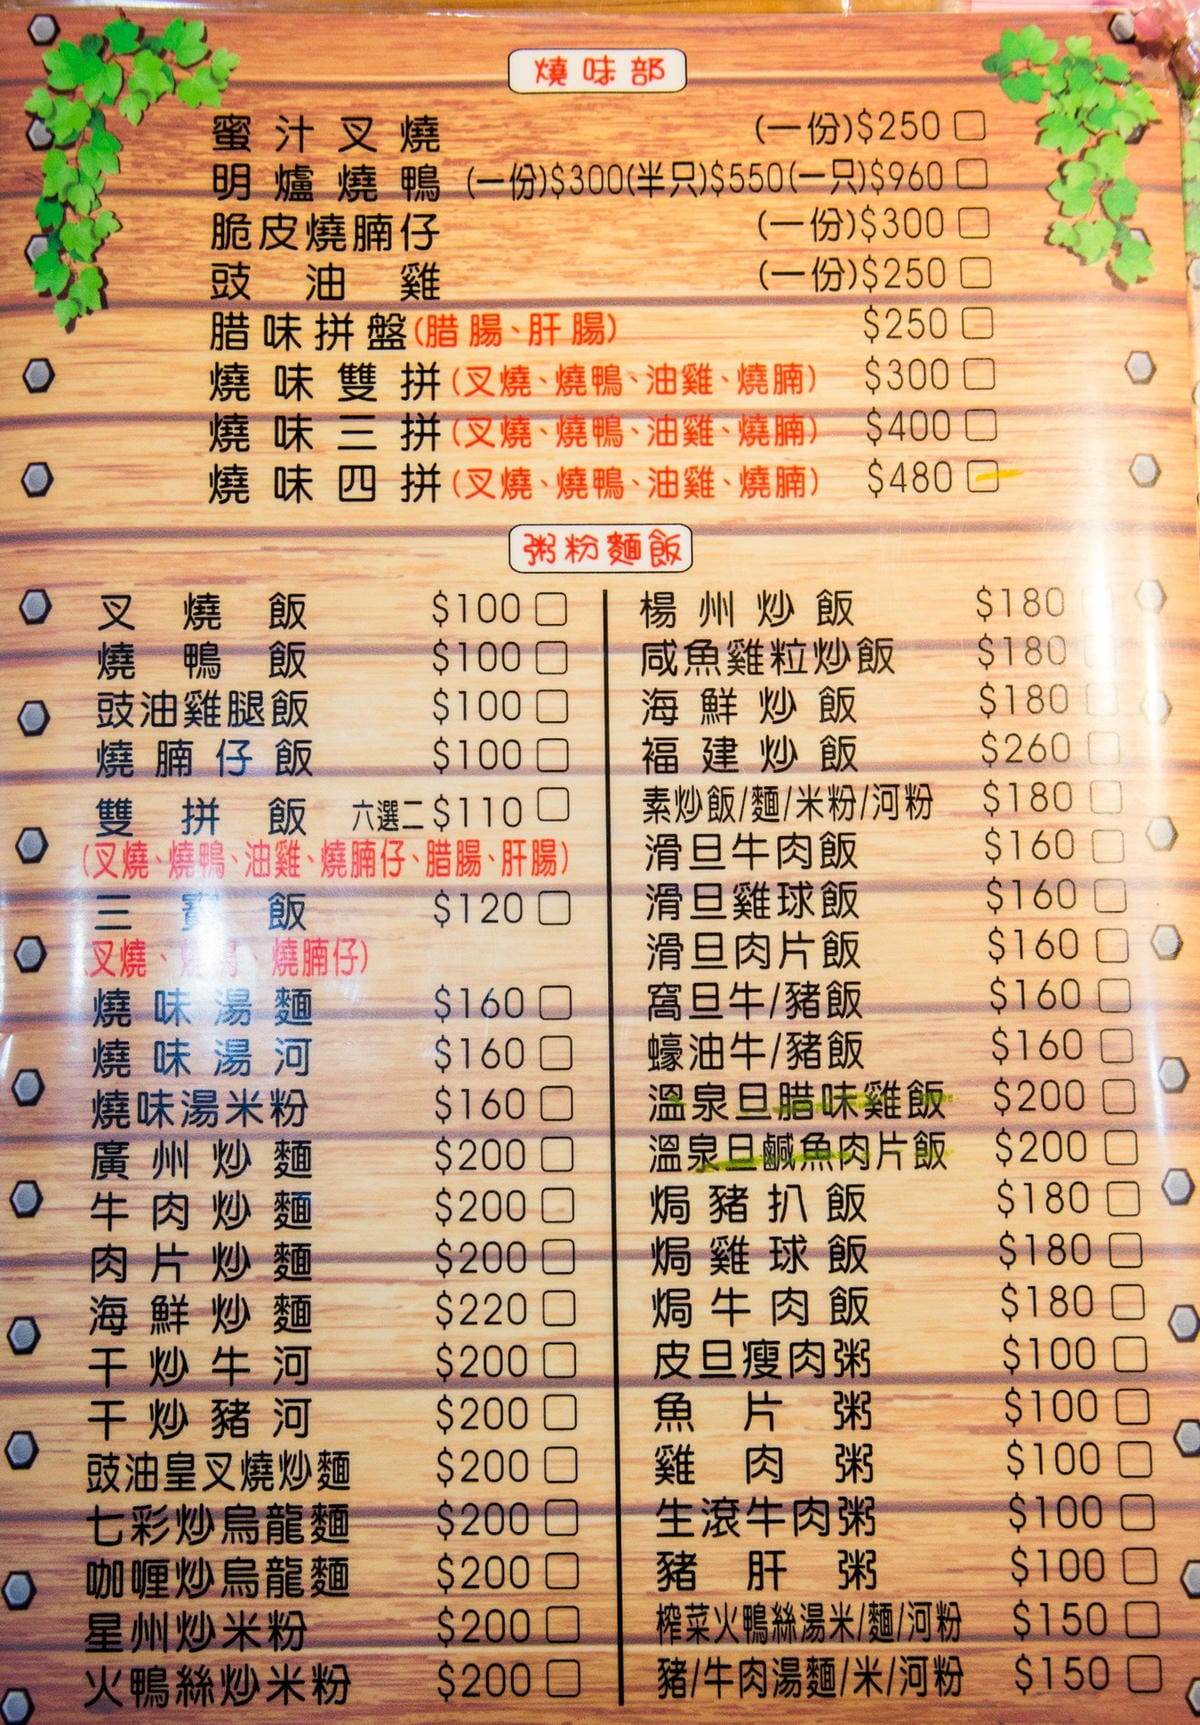 燒味部
蜜汁叉燒 (一份)$250
明爐燒鴨 (一份)$300(半只)$550(一只)$960
脆皮燒腩仔 (一份)$300
豉油雞 (一份)$250
腊味拼盤(腊腸、肝腸) $250
燒味雙拼(叉燒、燒鴨、油雞、燒腩) $300
燒味三拼(叉燒、燒鴨、油雞、燒腩) $400
燒味四拼(叉燒、燒鴨、油雞、燒腩) $480
粥粉麵飯
叉燒飯 $100
燒鴨飯 $100
豉油雞腿飯 $100
燒腩仔飯 $100
雙拼飯 六選二 $110
(叉燒、燒鴨、油雞、燒腩仔、腊腸、肝腸)
三寶飯 $120
叉燒、燒鴨、燒腩仔)
燒味湯麵 $160
燒味湯河 $160
燒味湯米粉 $160
廣州炒麵 $200
牛肉炒麵 $200
肉片炒麵 $200
海鮮炒麵 $220
干炒牛河 $200
干炒豬河 $200
豉油皇叉燒炒麵 $200
七彩炒烏龍麵 $200
咖喱炒烏龍麵 $200
星州炒米粉 $200
火鴨絲炒米粉 $200
楊州炒飯 $180
咸魚雞粒炒飯 $180
海鮮炒飯 $180
福建炒飯 $260
素炒飯/麵/米粉/河粉 $180
滑旦牛肉飯 $160
滑旦雞球飯 $160
滑旦肉片飯 $160
窩旦牛/豬飯 $160
蠔油牛/豬飯 $160
溫泉旦腊味雞飯 $200
溫泉旦鹹魚肉片飯 $200
焗豬扒飯 $180
焗雞球飯 $180
焗牛肉飯 $180
皮旦瘦肉粥 $100
魚片粥 $100
雞肉粥 $100
生滾牛肉粥 $100
豬肝粥 $100
榨菜火鴨絲湯米/麵/河粉 $150
豬/牛肉湯麵/米/河粉 $150